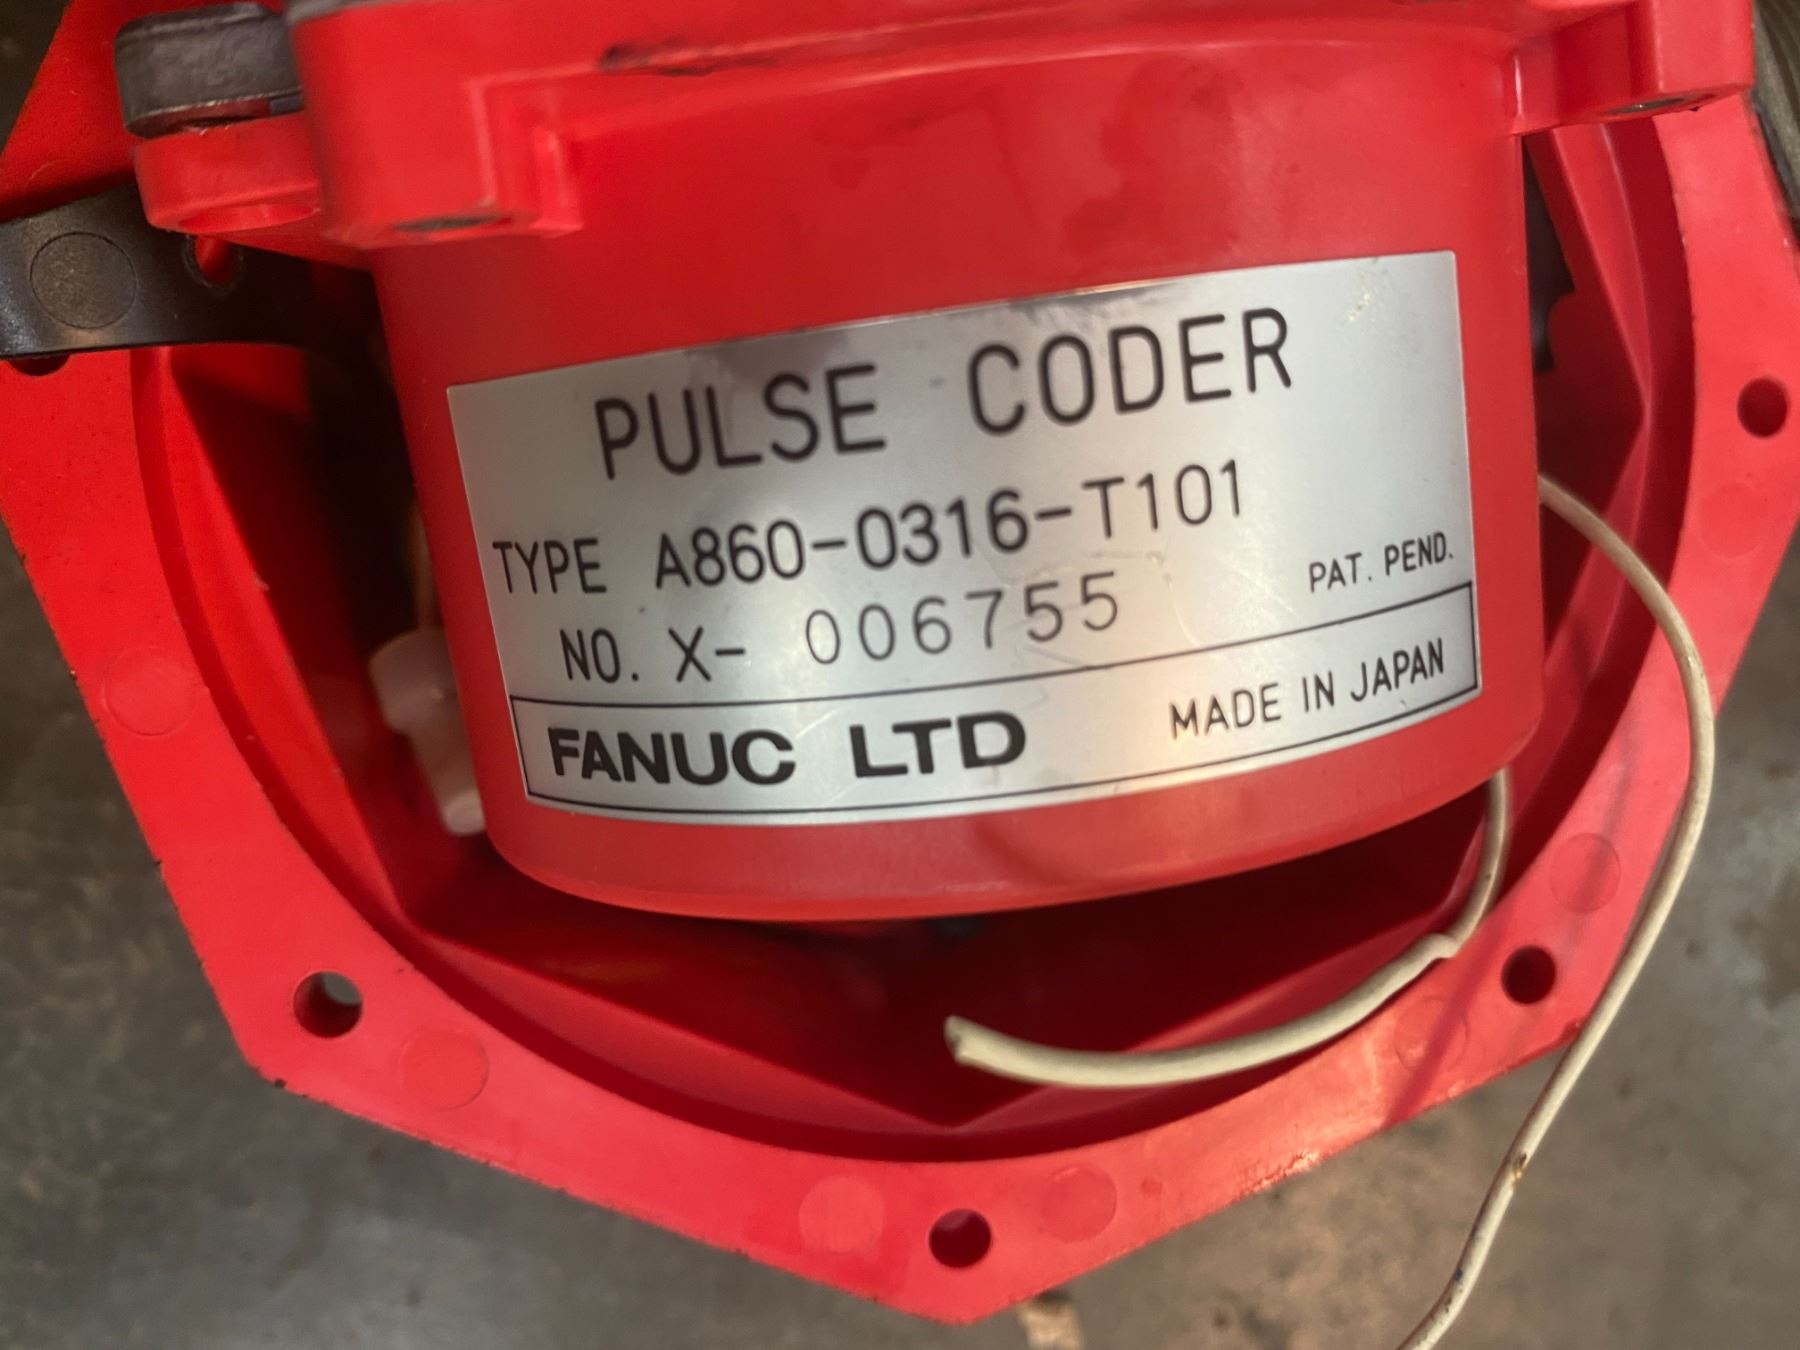 PULSE CODER
TYPE A860-0316-T101
NO. X- 006755 PAT. PEND.
FANUC LTD MADE IN JAPAN